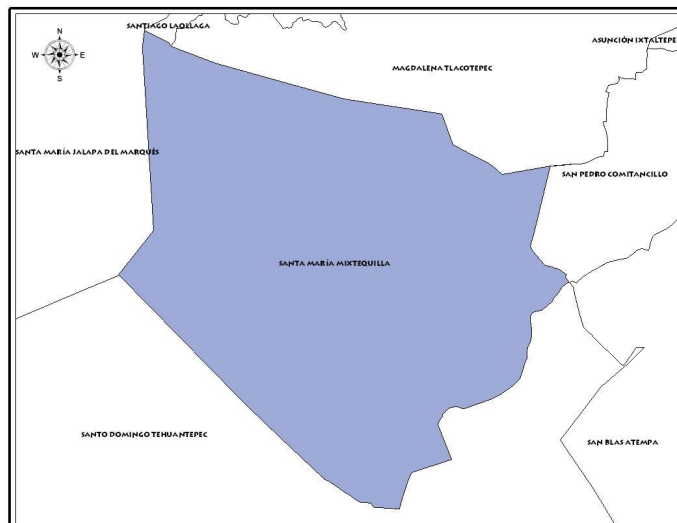 SANTIAGO LAOLLAGA
N
W E
S
ASUNCIÓN IXTALTEPE
MAGDALENA TLACOTEPEC
SANTA MARÍA JALAPA DEL MARQUÉS
SAN PEDRO COMITANCILLO
SANTA MARÍA MIXTEQUILLA
SANTO DOMINGO TEHUANTEPEC
SAN BLAS ATEMPA